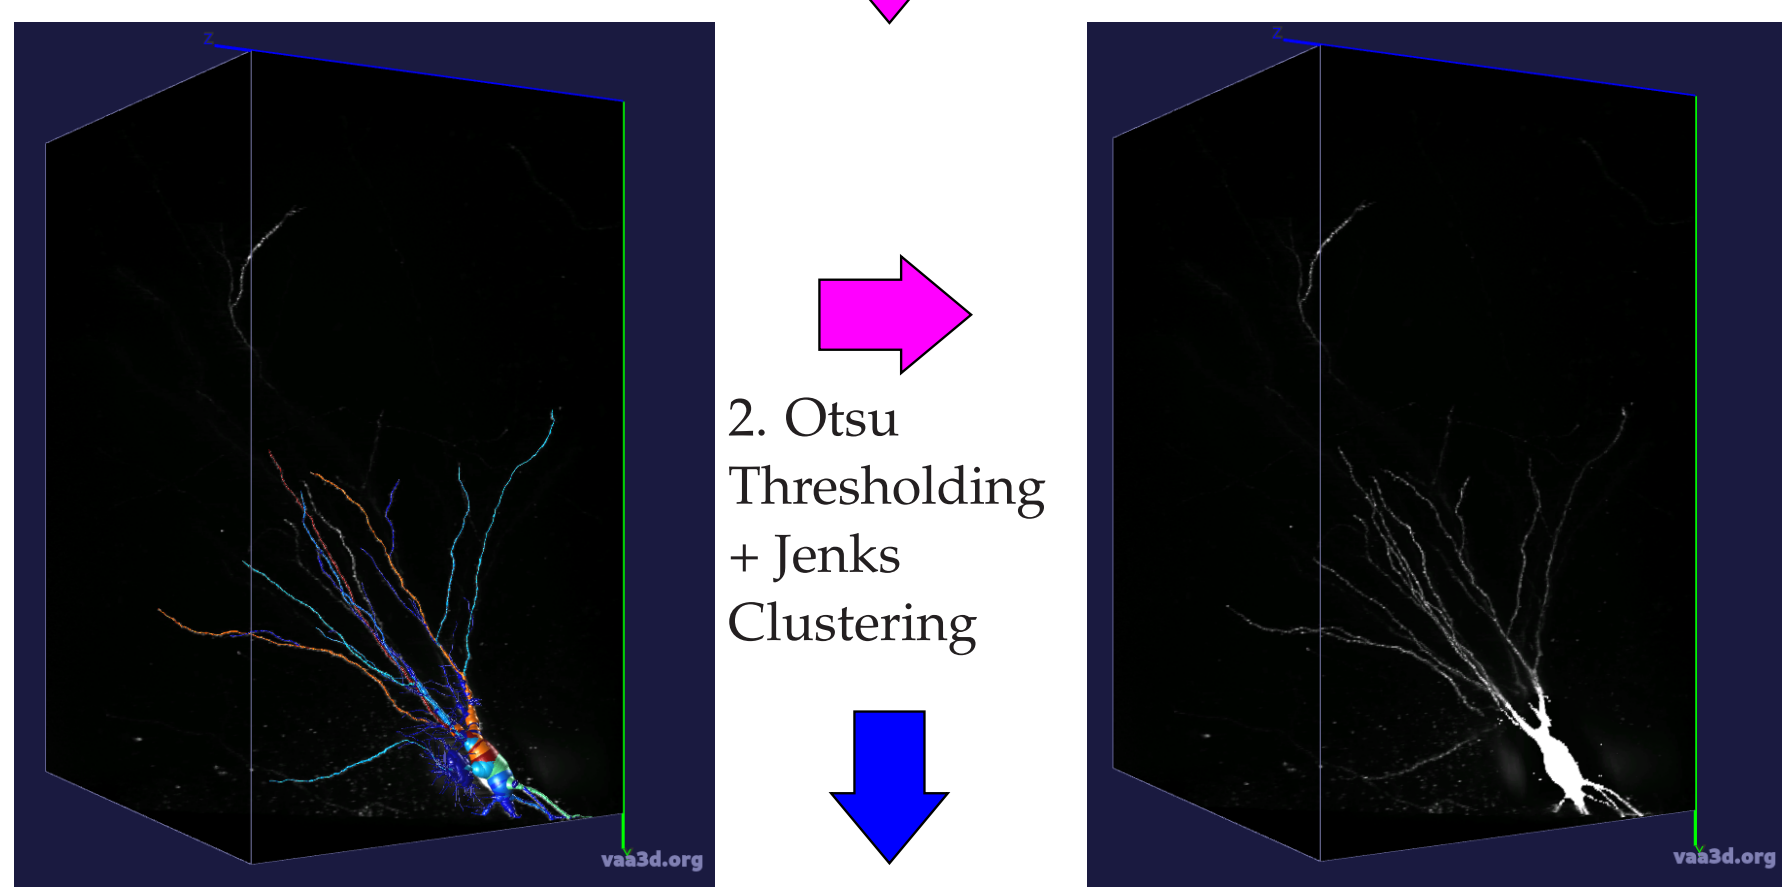 Z
Z
2. Otsu
Thresholding
+ Jenks
Clustering
Y
vaa3d.org
Y
vaa3d.org